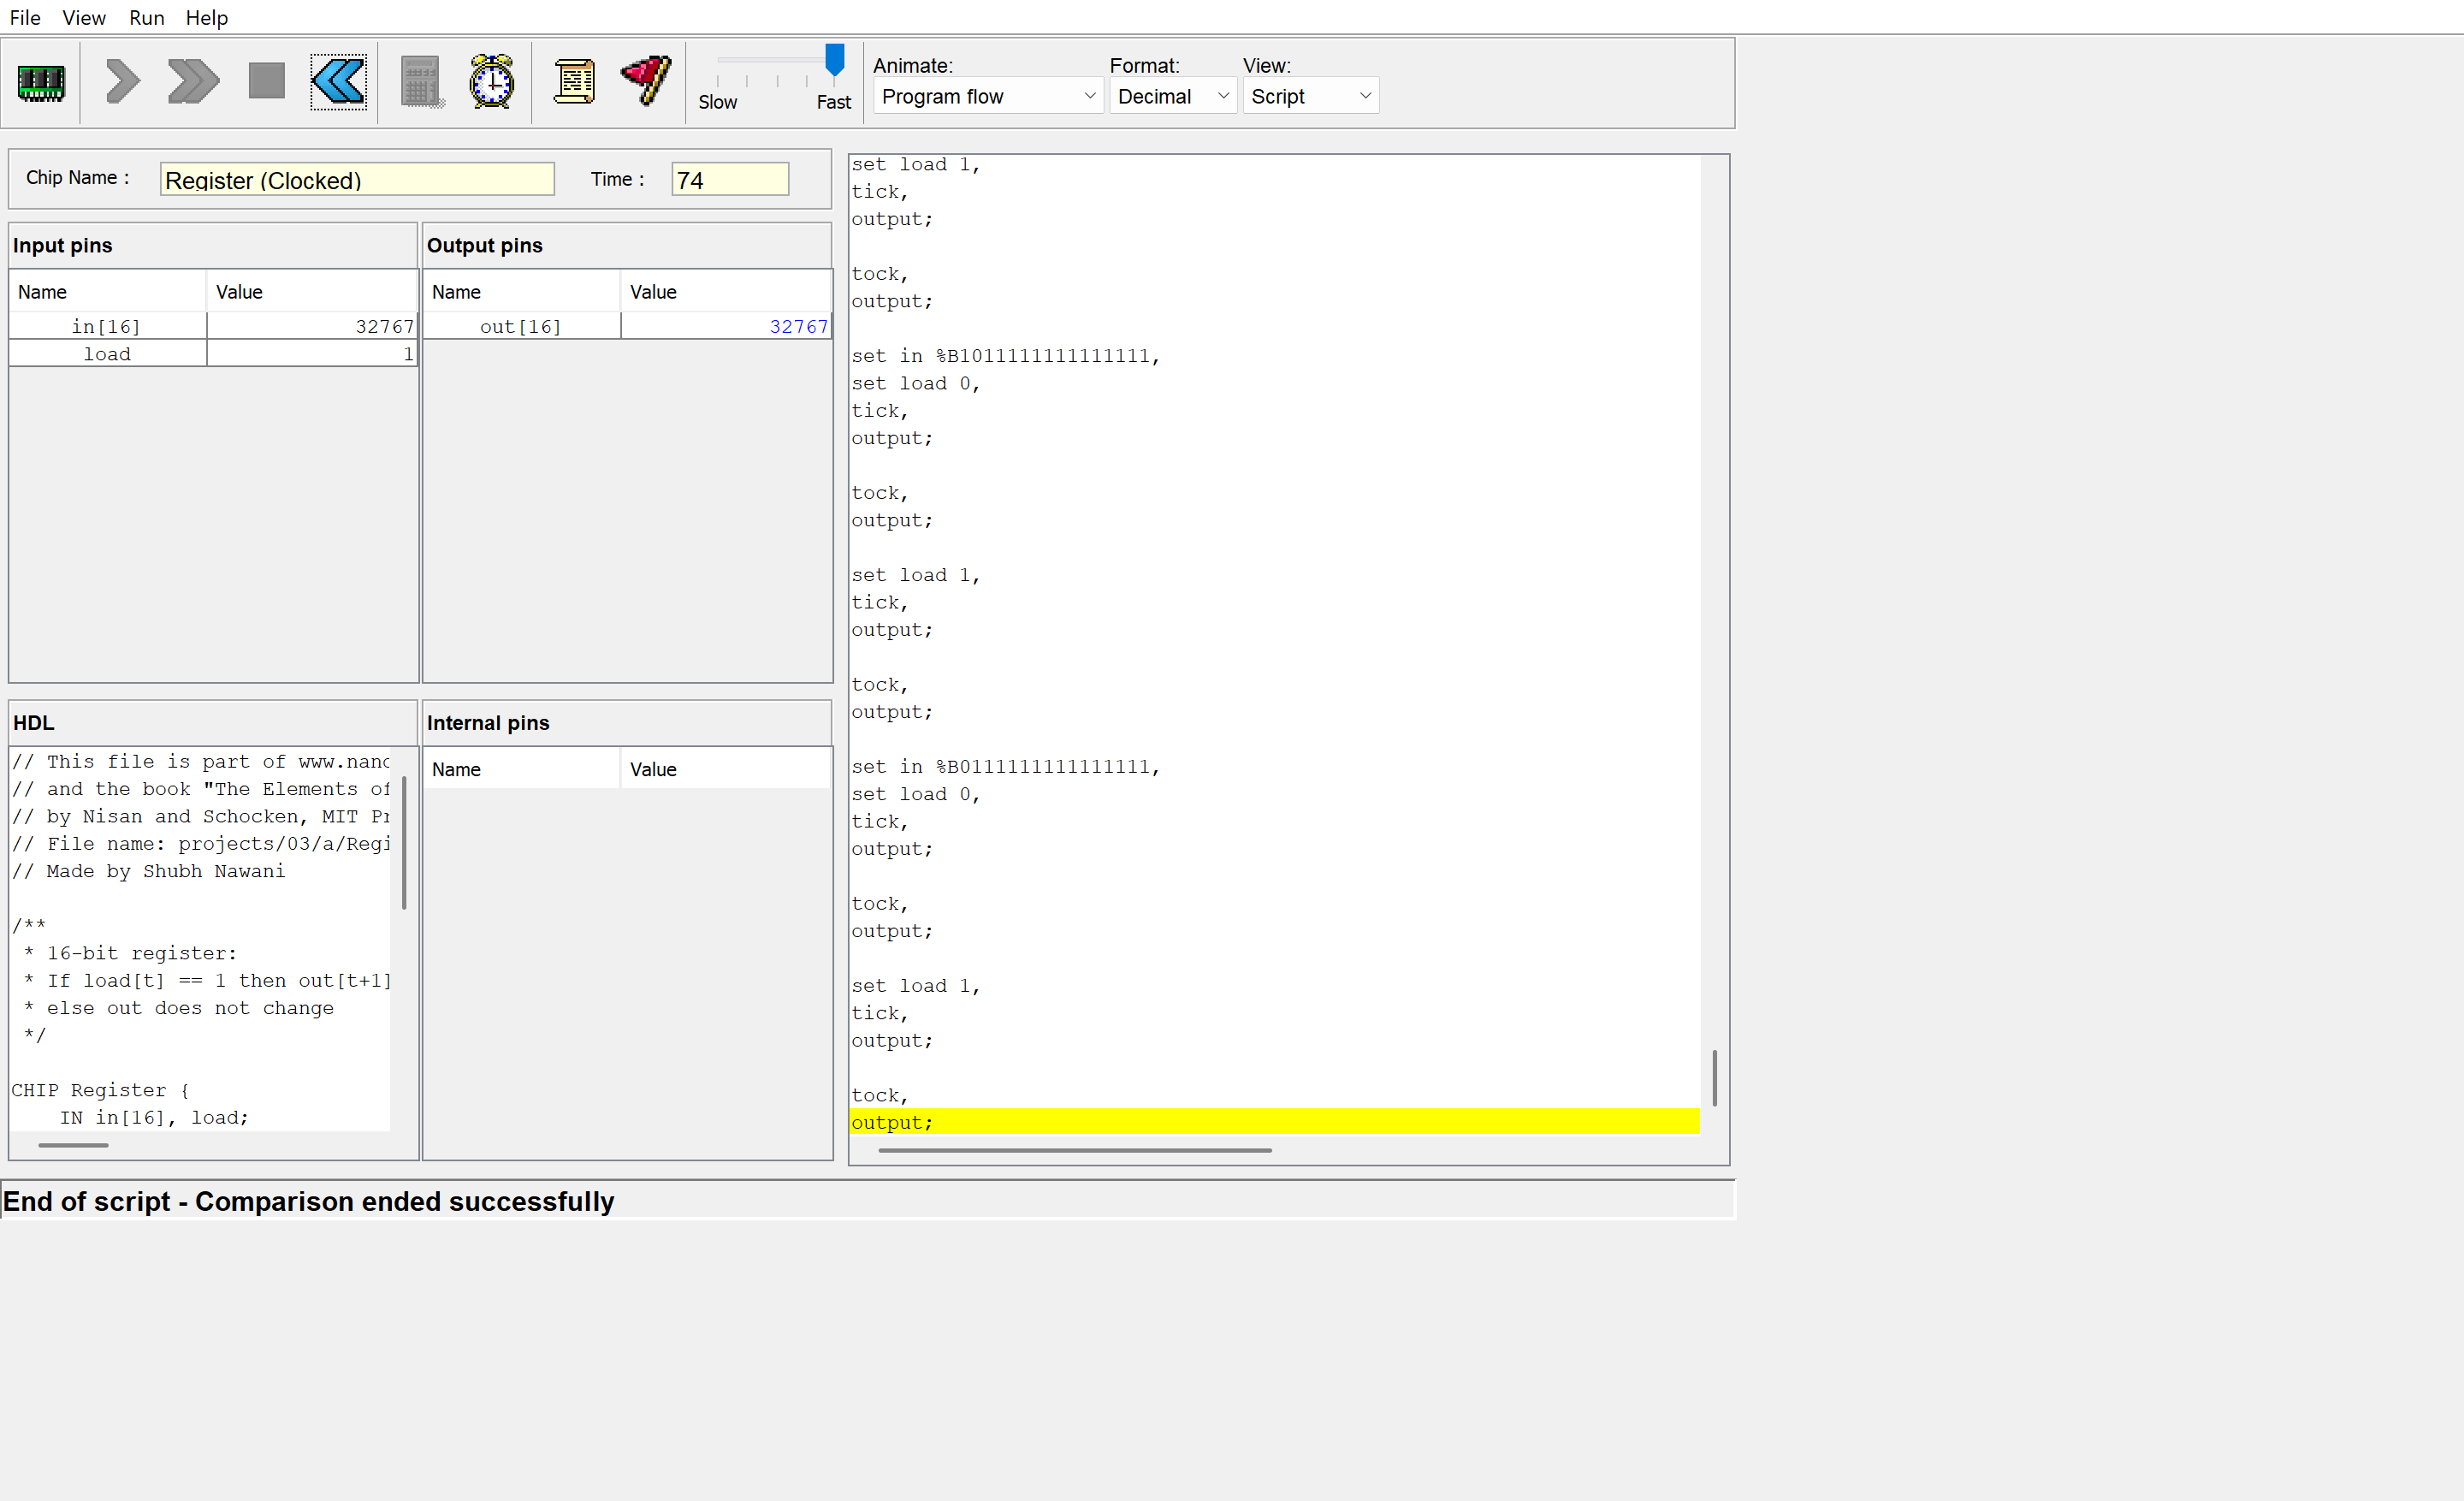 File View Run Help
Animate: Format: View:
Slow Fast Program flow Decimal Script
Chip Name : Register (Clocked) Time : 74
Input pins
Name Value
in[16] 32767
load 1
Output pins
Name Value
out[16] 32767
HDL
// This file is part of www.nand
// and the book "The Elements of
// by Nisan and Schocken, MIT Pr
// File name: projects/03/a/Regi
// Made by Shubh Nawani
/**
* 16-bit register:
* If load[t] == 1 then out[t+1]
* else out does not change
*/
CHIP Register {
IN in[16], load;
Internal pins
Name Value
set load 1,
tick,
output;
tock,
output;
set in %B1011111111111111,
set load 0,
tick,
output;
tock,
output;
set load 1,
tick,
output;
tock,
output;
set in %B0111111111111111,
set load 0,
tick,
output;
tock,
output;
set load 1,
tick,
output;
tock,
output;
End of script - Comparison ended successfully